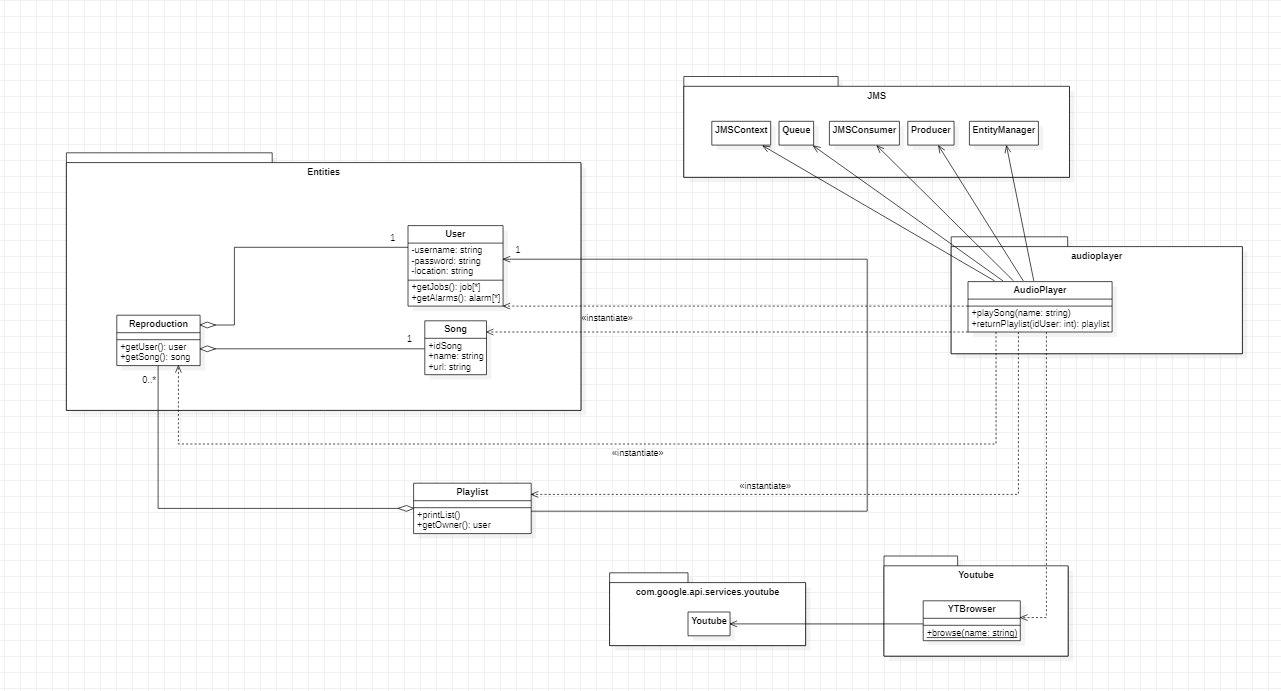 JMS
JMSContext
Queue
JMSConsumer
Producer
EntityManager
Entities
User
-username: string
-password: string
-location: string
+getJobs(): job[*]
+getAlarms(): alarm[*]
1
1
audioplayer
AudioPlayer
+playSong(name: string)
+returnPlaylist(idUser: int): playlist
«instantiate»
Reproduction
+getUser(): user
+getSong(): song
Song
+idSong
+name: string
+url: string
1
0..*
«instantiate»
«instantiate»
Playlist
+printList()
+getOwner(): user
com.google.api.services.youtube
Youtube
Youtube
YTBrowser
+browse(name: string)